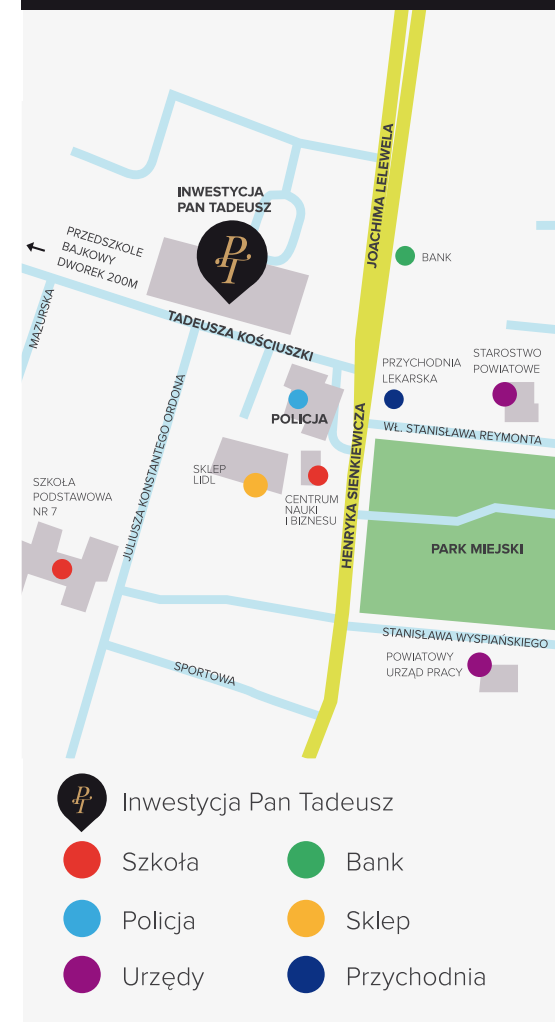 JOACHIMA LELEWELA
INWESTYCJA
PAN TADEUSZ
PT
PRZEDSZKOLE
BAJKOWY
DWOREK 200M
BANK
MAZURSKA
TADEUSZA KOŚCIUSZKI
PRZYCHODNIA
LEKARSKA
STAROSTWO
POWIATOWE
POLICJA
WŁ. STANISŁAWA REYMONTA
JULIUSZA KONSTANTEGO ORDONA
HENRYKA SIENKIEWICZA
SKLEP
LIDL
CENTRUM
NAUKI
I BIZNESU
SZKOŁA
PODSTAWOWA
NR 7
PARK MIEJSKI
STANISŁAWA WYSPIAŃSKIEGO
POWIATOWY
URZĄD PRACY
SPORTOWA
PT
Inwestycja Pan Tadeusz
Szkoła
Bank
Policja
Sklep
Urzędy
Przychodnia